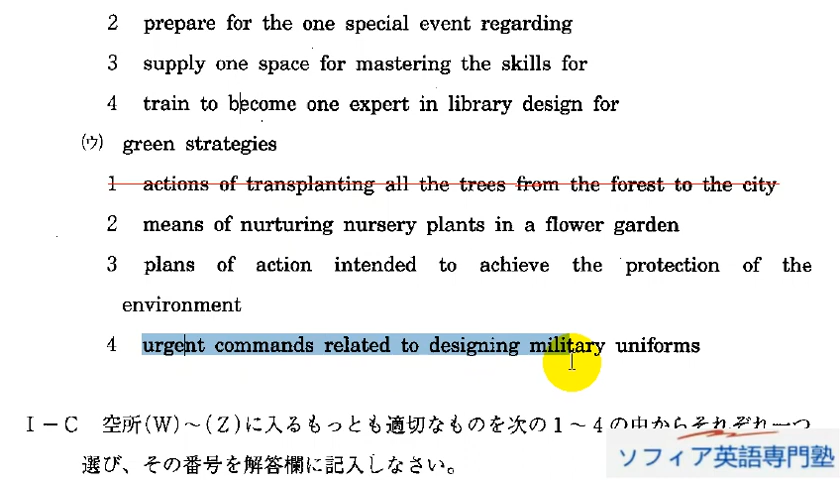 2 prepare for the one special event regarding
3 supply one space for mastering the skills for
4 train to become one expert in library design for
(ウ) green strategies
1 actions of transplanting all the trees from the forest to the city
2 means of nurturing nursery plants in a flower garden
3 plans of action intended to achieve the protection of the
environment
4 urgent commands related to designing military uniforms
I-C 空所(W)～(Z)に入るもっとも適切なものを次の1～4の中からそれぞれ一つ
選び、その番号を解答欄に記入しなさい。
ソフィア英語専門塾